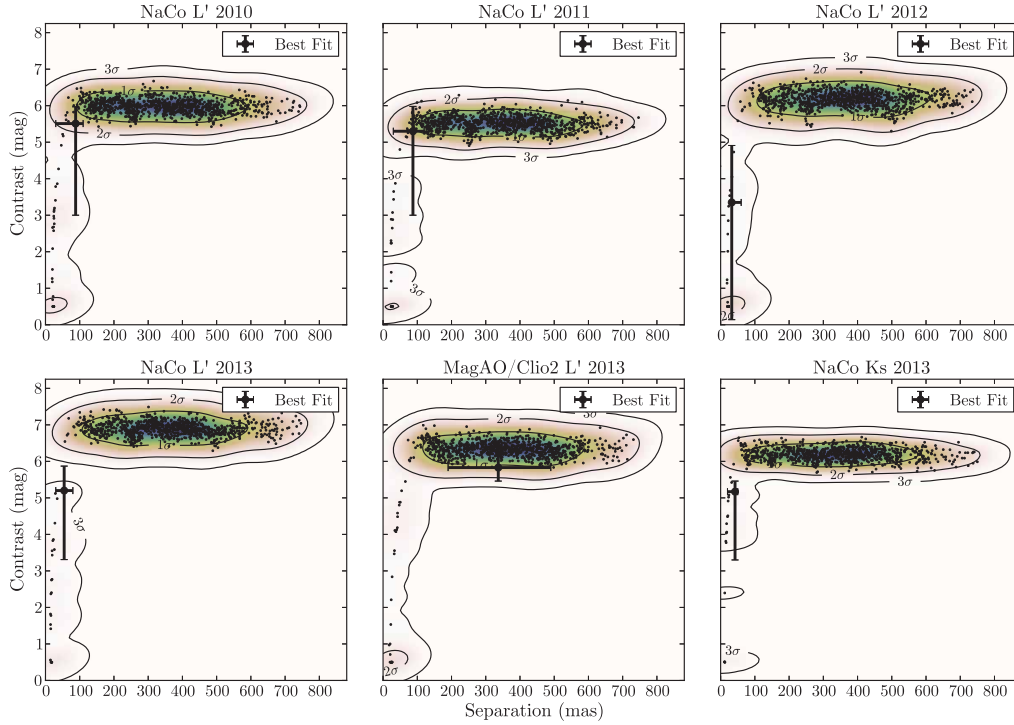 NaCo L' 2010
NaCo L' 2011
NaCo L' 2012
Contrast (mag)
8
7
6
5
4
3
2
1
0
3σ
1σ
2σ
Best Fit
0 100 200 300 400 500 600 700 800
2σ
3σ
3σ
3σ
Best Fit
0 100 200 300 400 500 600 700 800
3σ
2σ
1σ
2σ
Best Fit
0 100 200 300 400 500 600 700 800
NaCo L' 2013
MagAO/Clio2 L' 2013
NaCo Ks 2013
Contrast (mag)
8
7
6
5
4
3
2
1
0
2σ
1σ
3σ
Best Fit
0 100 200 300 400 500 600 700 800
2σ
3σ
1σ
2σ
Best Fit
0 100 200 300 400 500 600 700 800
2σ
3σ
3σ
Best Fit
0 100 200 300 400 500 600 700 800
Separation (mas)